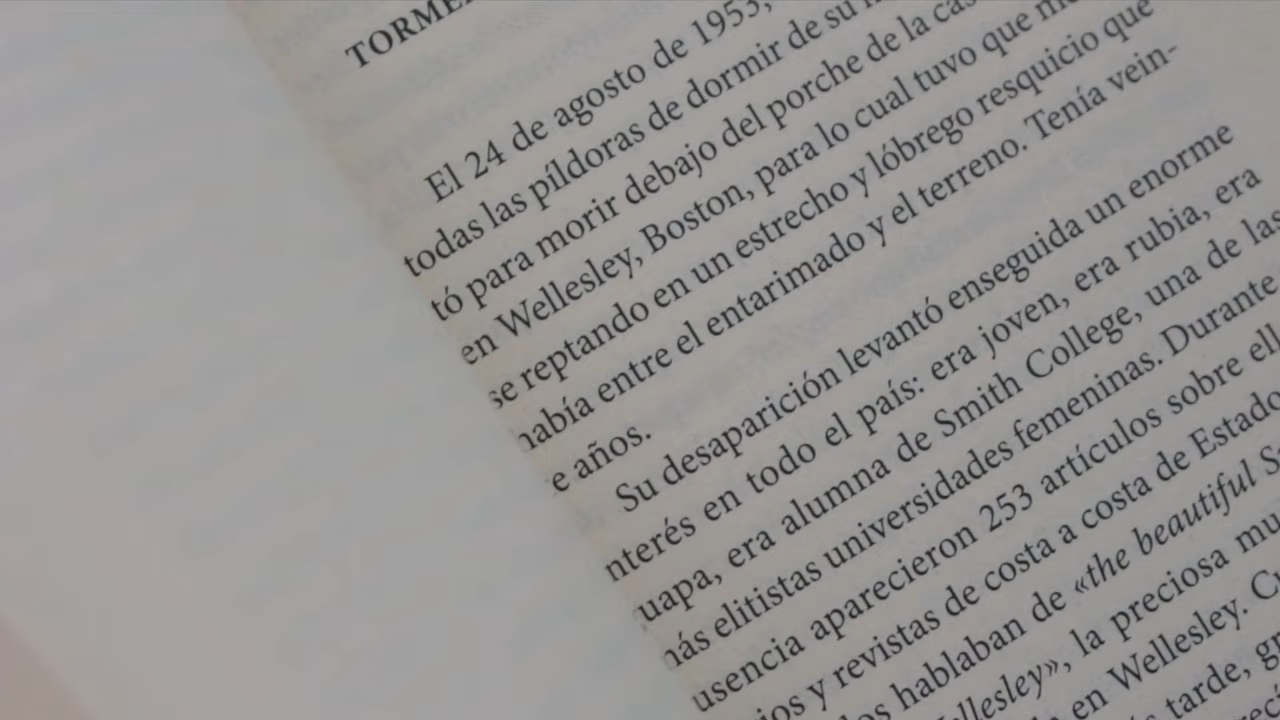 El 24 de agosto de 1953,
todas las píldoras de dormir de su
tó para morir debajo del porche de la
en Wellesley, Boston, para lo cual tuvo que
se reptando en un estrecho y lóbrego resquicio que
había entre el entarimado y el terreno. Tenía vein-
e años.
Su desaparición levantó enseguida un enorme
nterés en todo el país: era joven, era rubia, era
uapa, era alumna de Smith College, una de las
más elitistas universidades femeninas. Durante
usencia aparecieron 253 artículos sobre ell
ios y revistas de costa a costa de Estado
os hablaban de «the beautiful S
llesley», la preciosa mu
en Wellesley.
tarde,